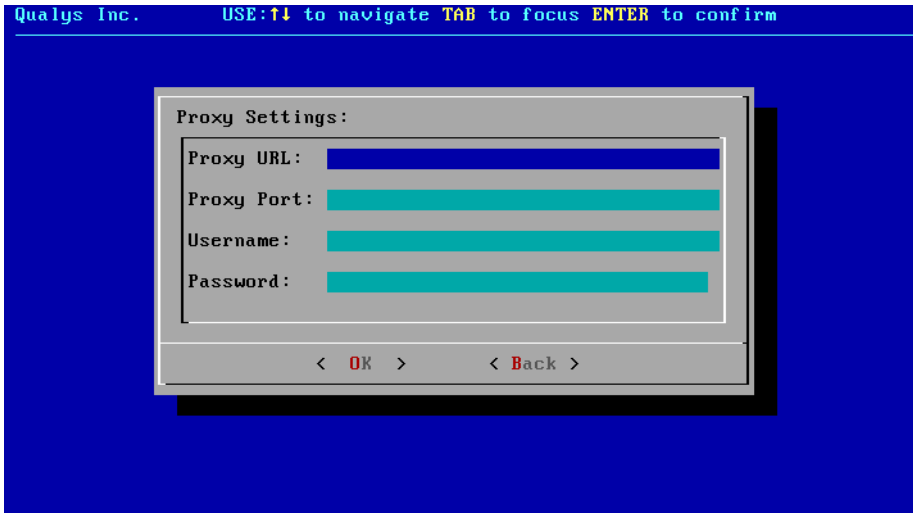 Qualys Inc. USE:↑↓ to navigate TAB to focus ENTER to confirm
Proxy Settings:
Proxy URL:
Proxy Port:
Username:
Password:
< OK > < Back >